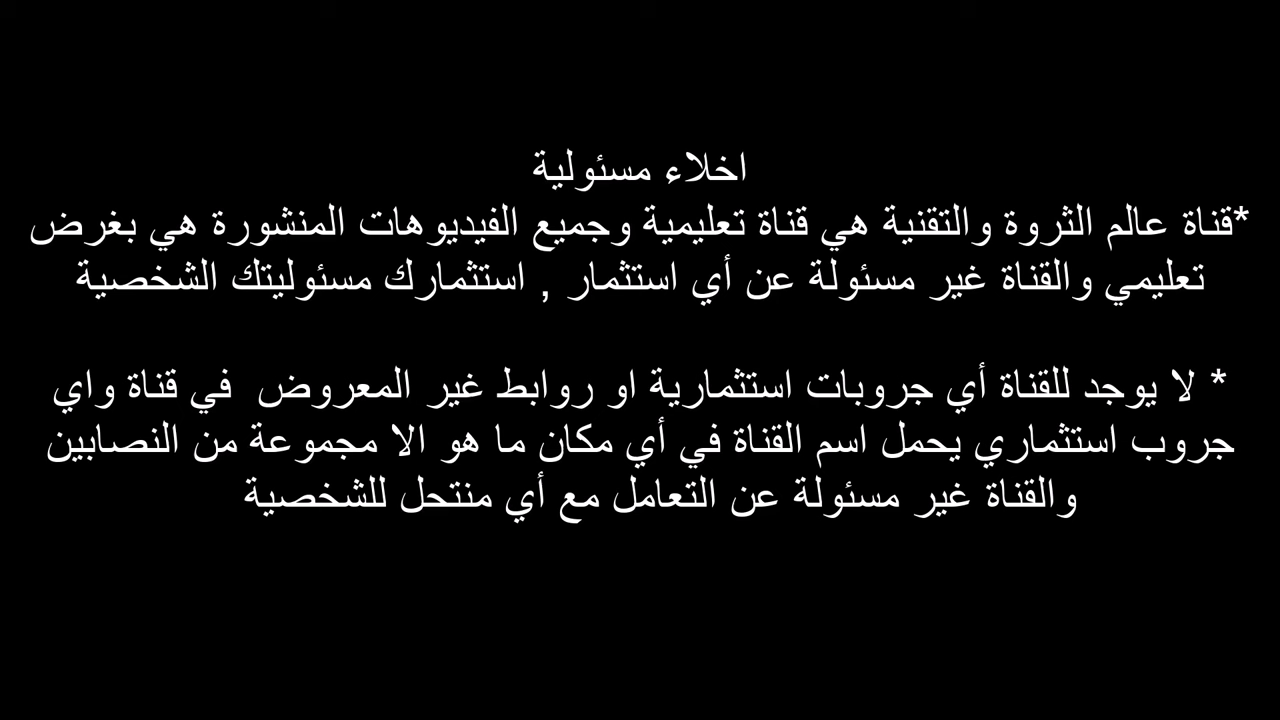 اخلاء مسئولية
*قناة عالم الثروة والتقنية هي قناة تعليمية وجميع الفيديوهات المنشورة هي بغرض
تعليمي والقناة غير مسئولة عن أي استثمار , استثمارك مسئوليتك الشخصية
* لا يوجد للقناة أي جروبات استثمارية او روابط غير المعروض في قناة واي
جروب استثماري يحمل اسم القناة في أي مكان ما هو الا مجموعة من النصابين
والقناة غير مسئولة عن التعامل مع أي منتحل للشخصية